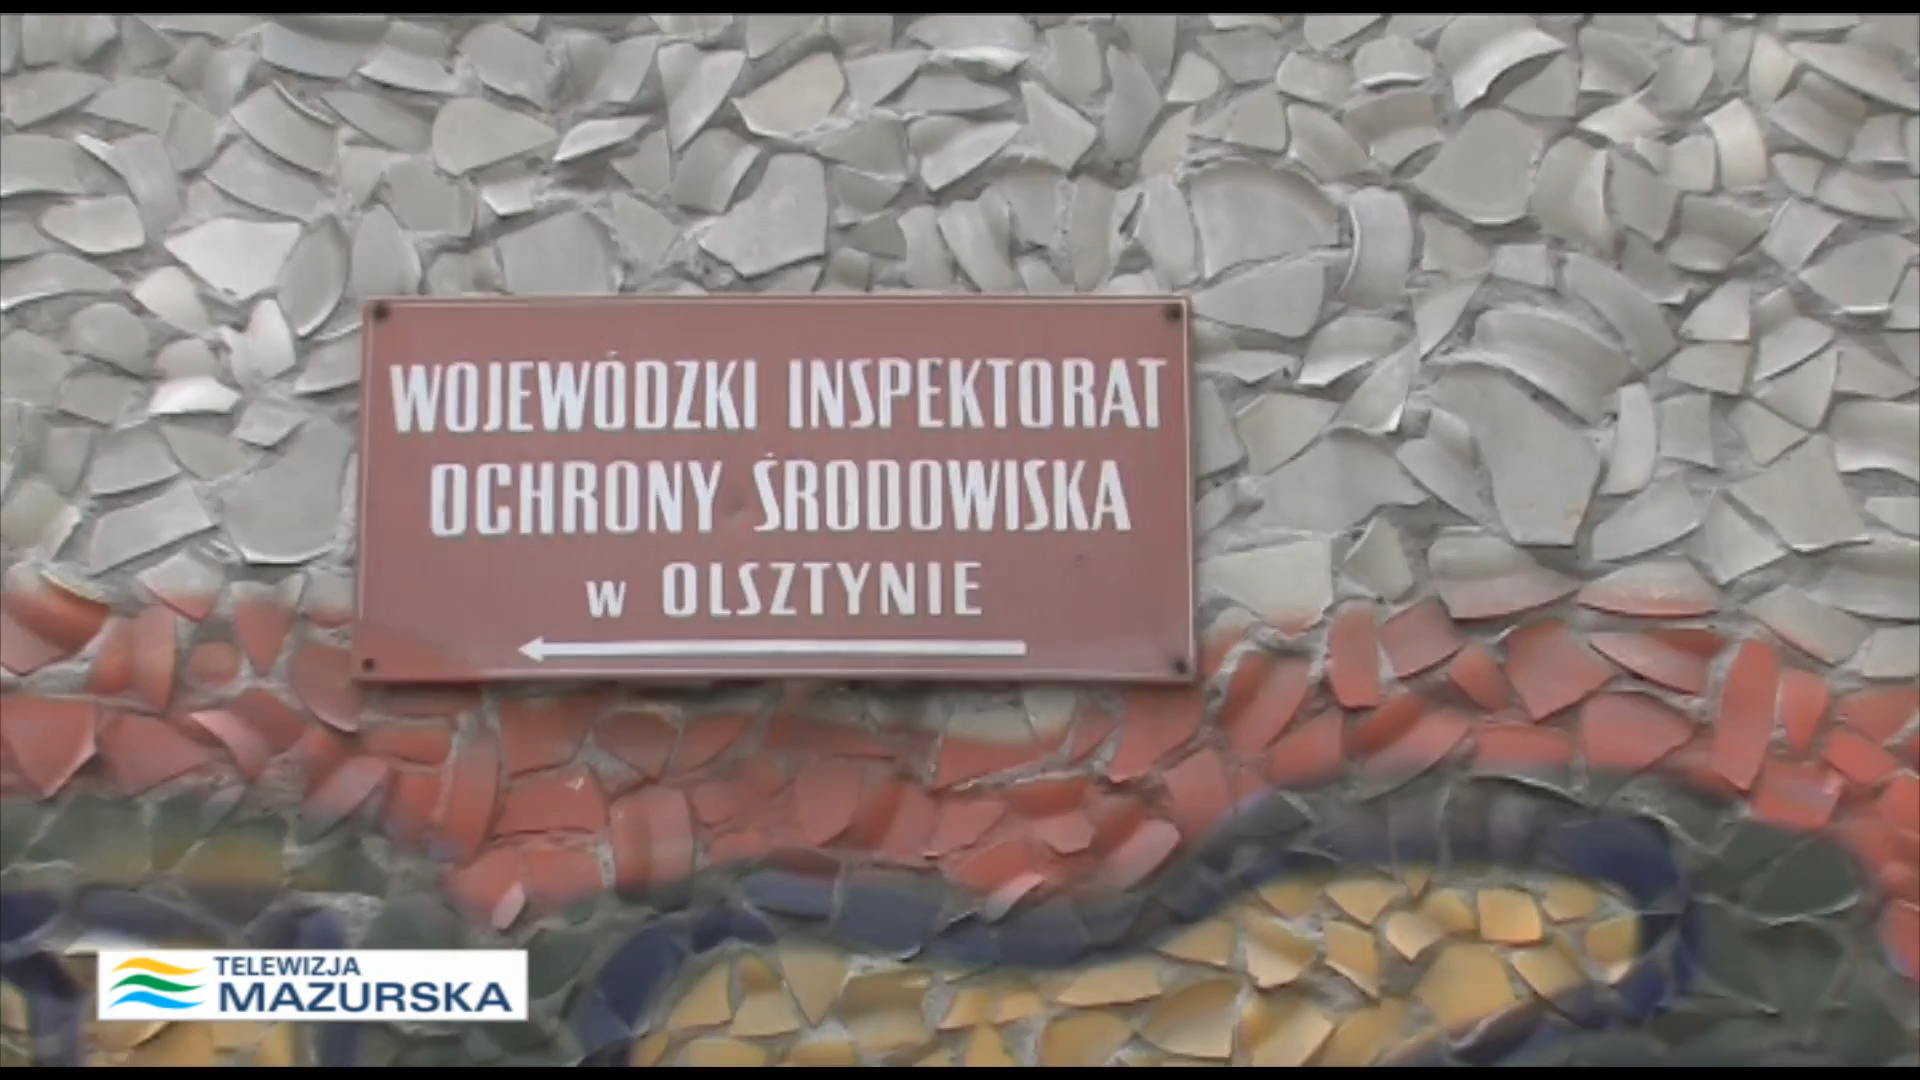 WOJEWÓDZKI INSPEKTORAT
OCHRONY ŚRODOWISKA
w OLSZTYNIE
TELEWIZJA
MAZURSKA